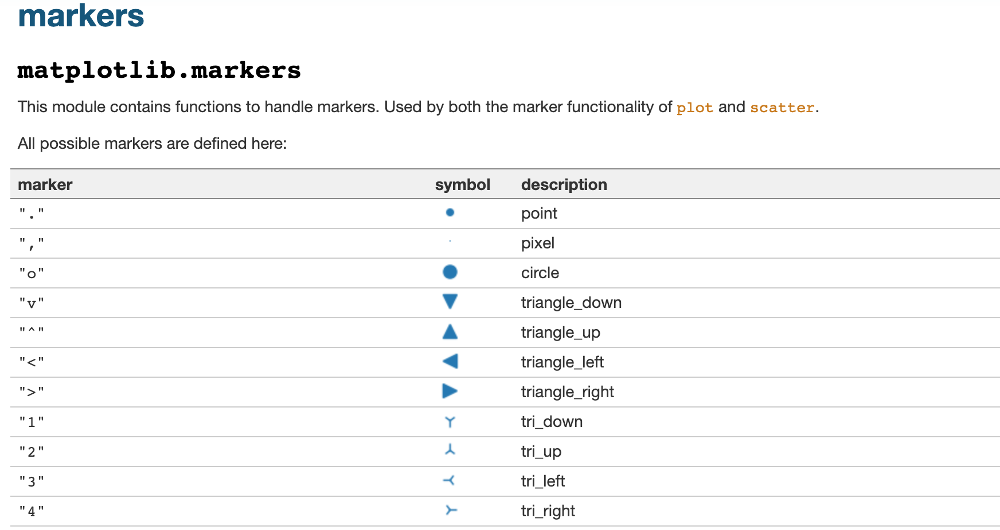 markers
matplotlib.markers
This module contains functions to handle markers. Used by both the marker functionality of plot and scatter.
All possible markers are defined here:
marker symbol description
"." point
"," pixel
"o" circle
"v" triangle_down
"^" triangle_up
"<" triangle_left
">" triangle_right
"1" tri_down
"2" tri_up
"3" tri_left
"4" tri_right